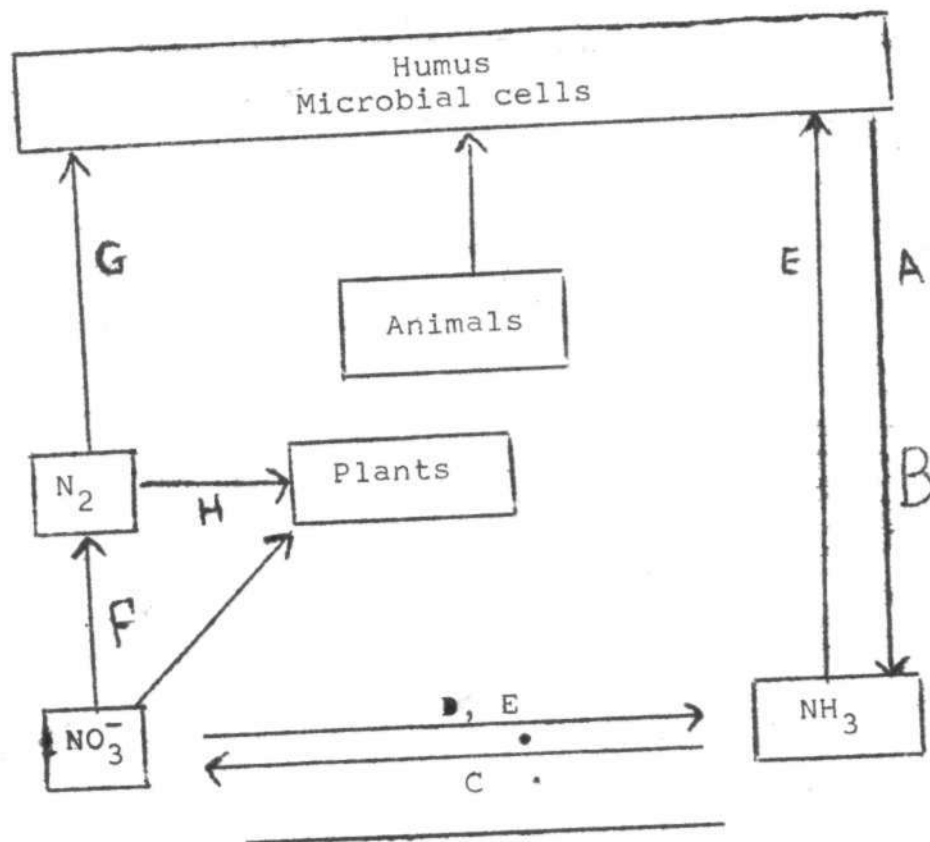 Humus
Microbial cells
G
E
A
Animals
B
N₂
H
Plants
F
D, E
NO₃⁻
NH₃
C